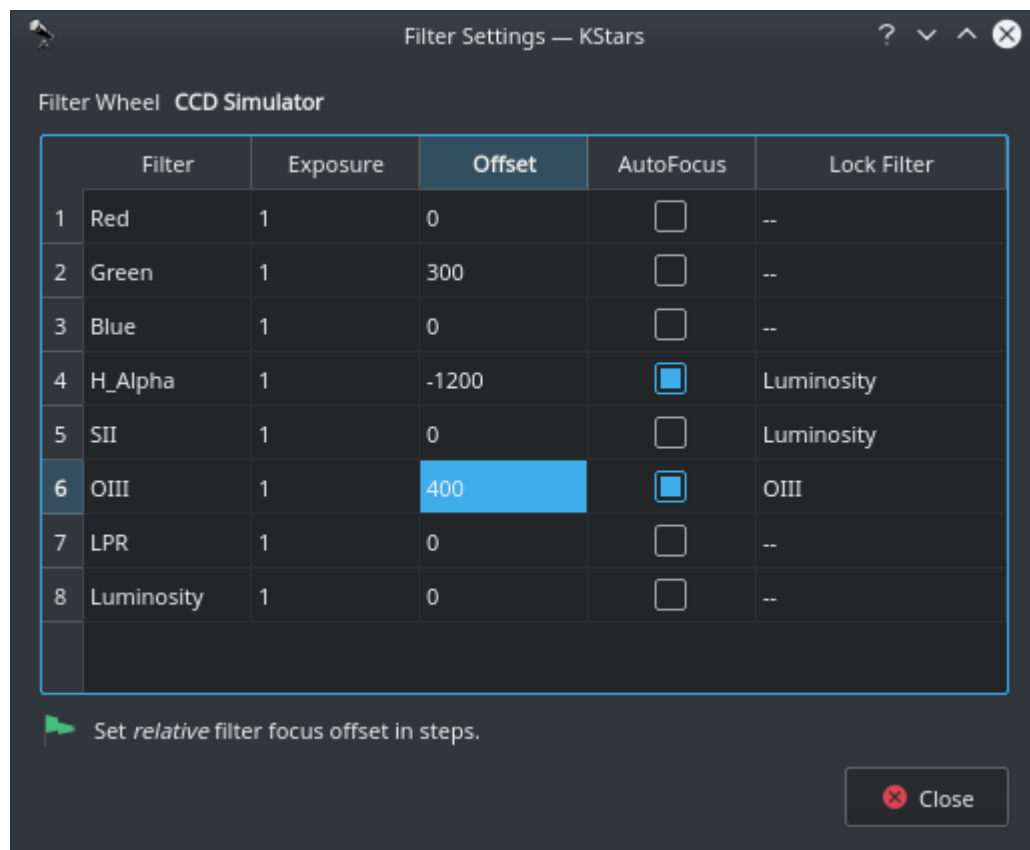 Filter Settings — KStars
Filter Wheel CCD Simulator
Filter Exposure Offset AutoFocus Lock Filter
1 Red 1 0 --
2 Green 1 300 --
3 Blue 1 0 --
4 H_Alpha 1 -1200 Luminosity
5 SII 1 0 Luminosity
6 OIII 1 400 OIII
7 LPR 1 0 --
8 Luminosity 1 0 --
Set relative filter focus offset in steps.
Close